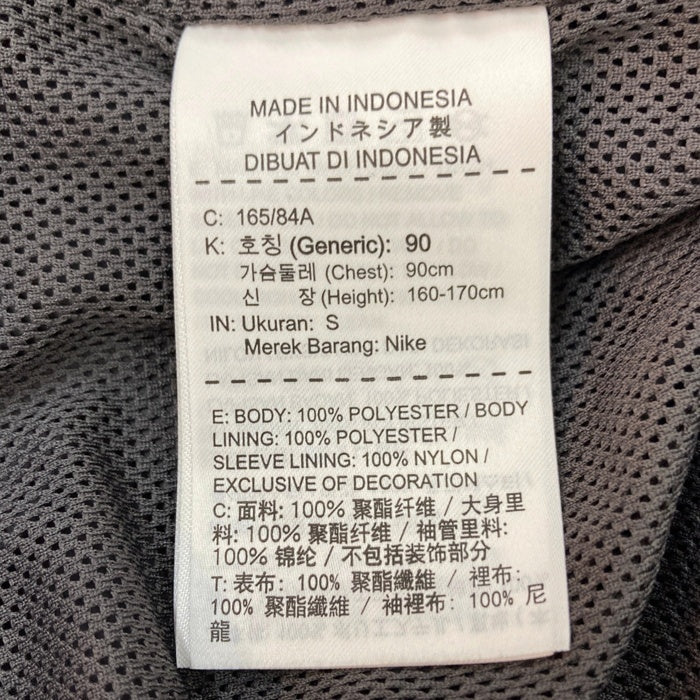 MADE IN INDONESIA
インドネシア製
DIBUAT DI INDONESIA
C: 165/84A
K: 호칭 (Generic): 90
가슴둘레 (Chest): 90cm
신 장 (Height): 160-170cm
IN: Ukuran: S
Merek Barang: Nike
E: BODY: 100% POLYESTER / BODY
LINING: 100% POLYESTER /
SLEEVE LINING: 100% NYLON /
EXCLUSIVE OF DECORATION
C: 面料: 100% 聚酯纤维 / 大身里
料: 100% 聚酯纤维 / 袖管里料:
100% 锦纶 / 不包括装饰部分
T: 表布: 100% 聚酯纖維 / 裡布:
100% 聚酯纖維 / 袖裡布: 100% 尼
龍